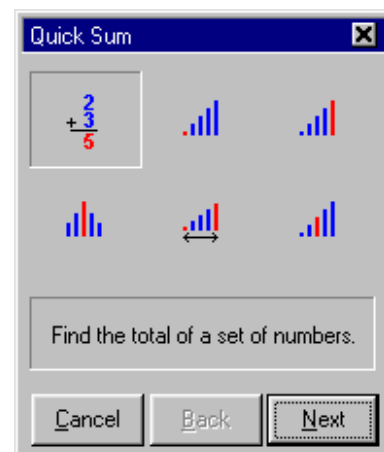 Quick Sum
2
+ 3
5
Find the total of a set of numbers.
Cancel Back Next